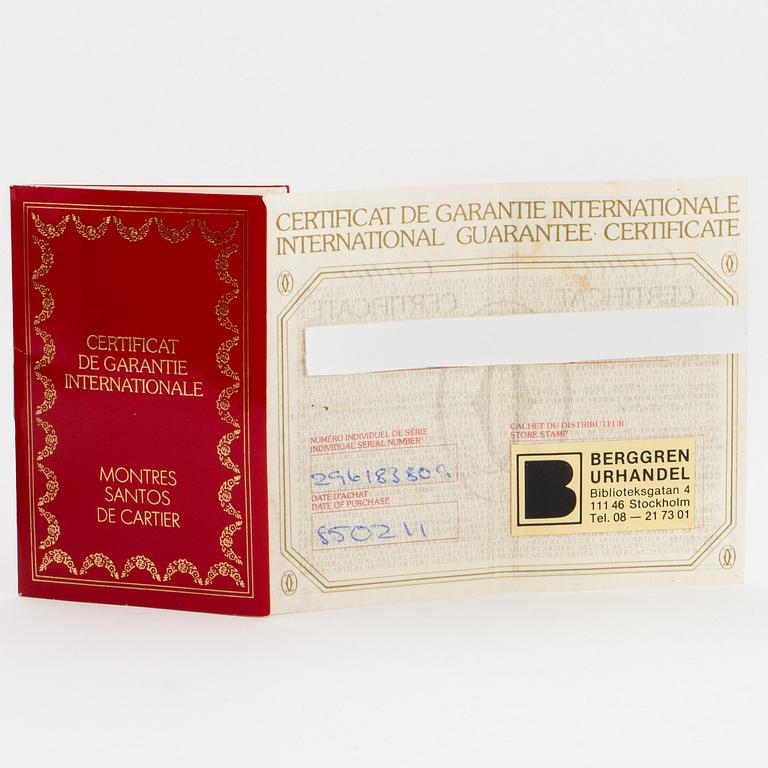 CERTIFICAT
DE GARANTIE
INTERNATIONALE
MONTRES
SANTOS
DE CARTIER
CERTIFICAT DE GARANTIE INTERNATIONALE
INTERNATIONAL GUARANTEE CERTIFICATE
NUMÉRO INDIVIDUEL DE SÉRIE
INDIVIDUAL SERIAL NUMBER
296183809
DATE D'ACHAT
DATE OF PURCHASE
850211
CACHET DU DISTRIBUTEUR
STORE STAMP
B
BERGGREN
URHANDEL
Biblioteksgatan 4
111 46 Stockholm
Tel. 08 — 21 73 01